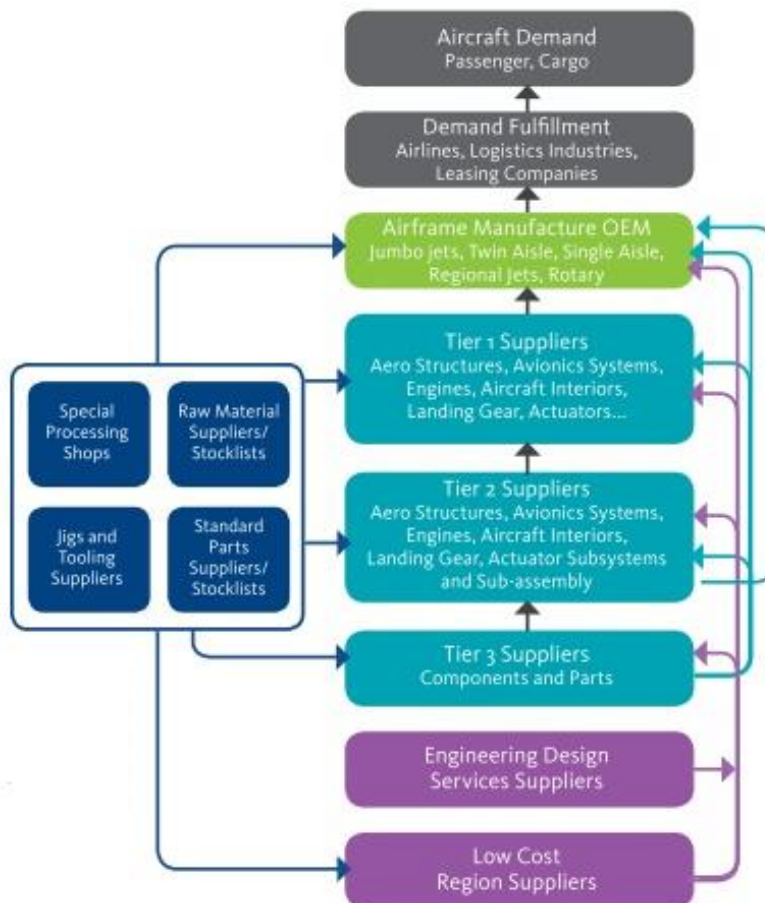 Aircraft Demand
Passenger, Cargo
Demand Fulfillment
Airlines, Logistics Industries,
Leasing Companies
Airframe Manufacture OEM
Jumbo jets, Twin Aisle, Single Aisle,
Regional Jets, Rotary
Tier 1 Suppliers
Aero Structures, Avionics Systems,
Engines, Aircraft Interiors,
Landing Gear, Actuators...
Special
Processing
Shops
Raw Material
Suppliers/
Stocklists
Jigs and
Tooling
Suppliers
Standard
Parts
Suppliers/
Stocklists
Tier 2 Suppliers
Aero Structures, Avionics Systems,
Engines, Aircraft Interiors,
Landing Gear, Actuator Subsystems
and Sub-assembly
Tier 3 Suppliers
Components and Parts
Engineering Design
Services Suppliers
Low Cost
Region Suppliers